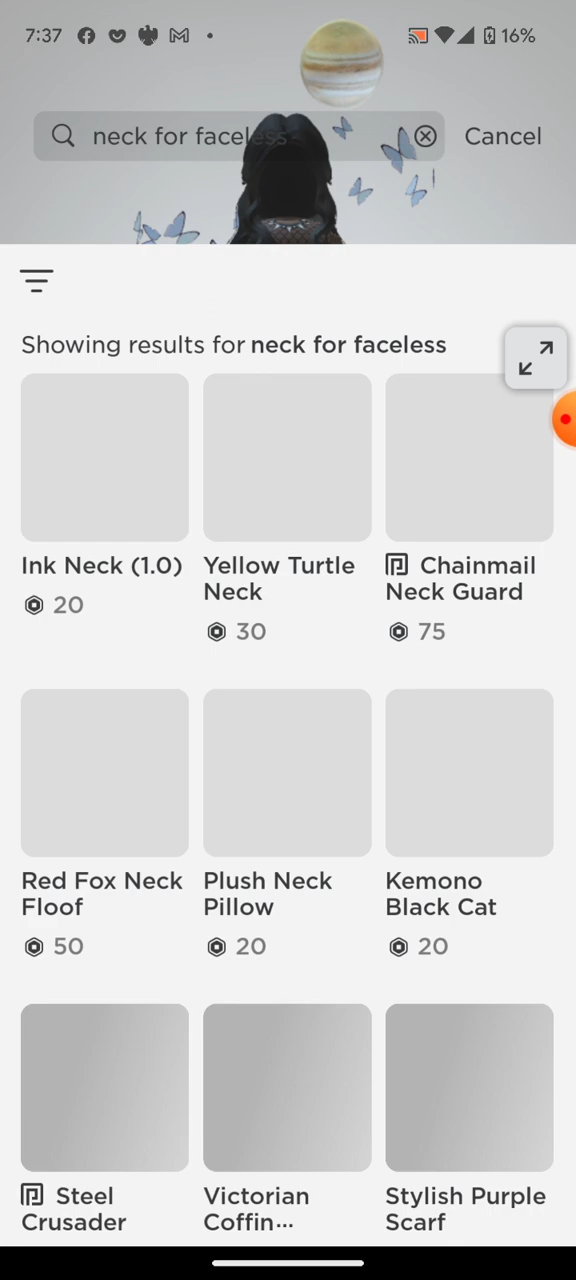 7:37
16%
neck for faceless
Cancel
Showing results for neck for faceless
Ink Neck (1.0)
20
Yellow Turtle
Neck
30
Chainmail
Neck Guard
75
Red Fox Neck
Floof
50
Plush Neck
Pillow
20
Kemono
Black Cat
20
Steel
Crusader
Victorian
Coffin...
Stylish Purple
Scarf